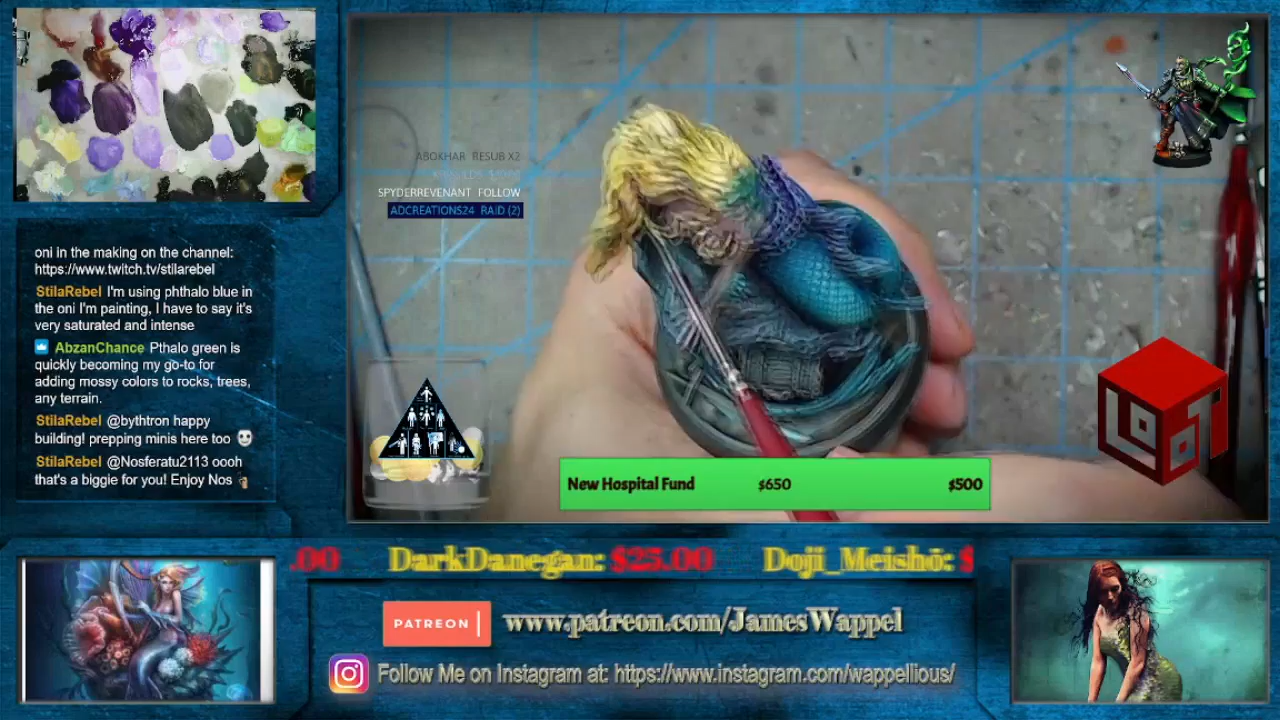 ABOKHAR RESUB X2
SPYDERREVENANT FOLLOW
ADCREATIONS24 RAID (2)
oni in the making on the channel:
https://www.twitch.tv/stilarebel
StilaRebel I'm using phthalo blue in
the oni I'm painting, I have to say it's
very saturated and intense
AbzanChance Pthalo green is
quickly becoming my go-to for
adding mossy colors to rocks, trees,
any terrain.
StilaRebel @bythtron happy
building! prepping minis here too
StilaRebel @Nosferatu2113 oooh
that's a biggie for you! Enjoy Nos
LOOT
New Hospital Fund $650 $500
.00 DarkDanegan: $25.00 Doji_Meishō: $
PATREON www.patreon.com/JamesWappel
Follow Me on Instagram at: https://www.instagram.com/wappellious/